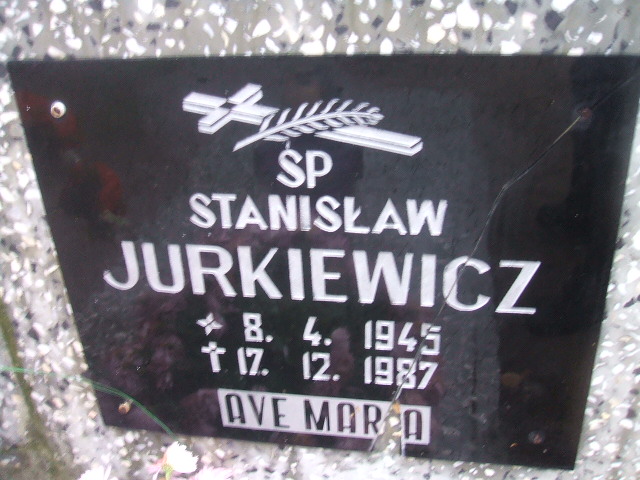 ŚP
STANISŁAW
JURKIEWICZ
8. 4. 1945
17. 12. 1987
AVE MARIA